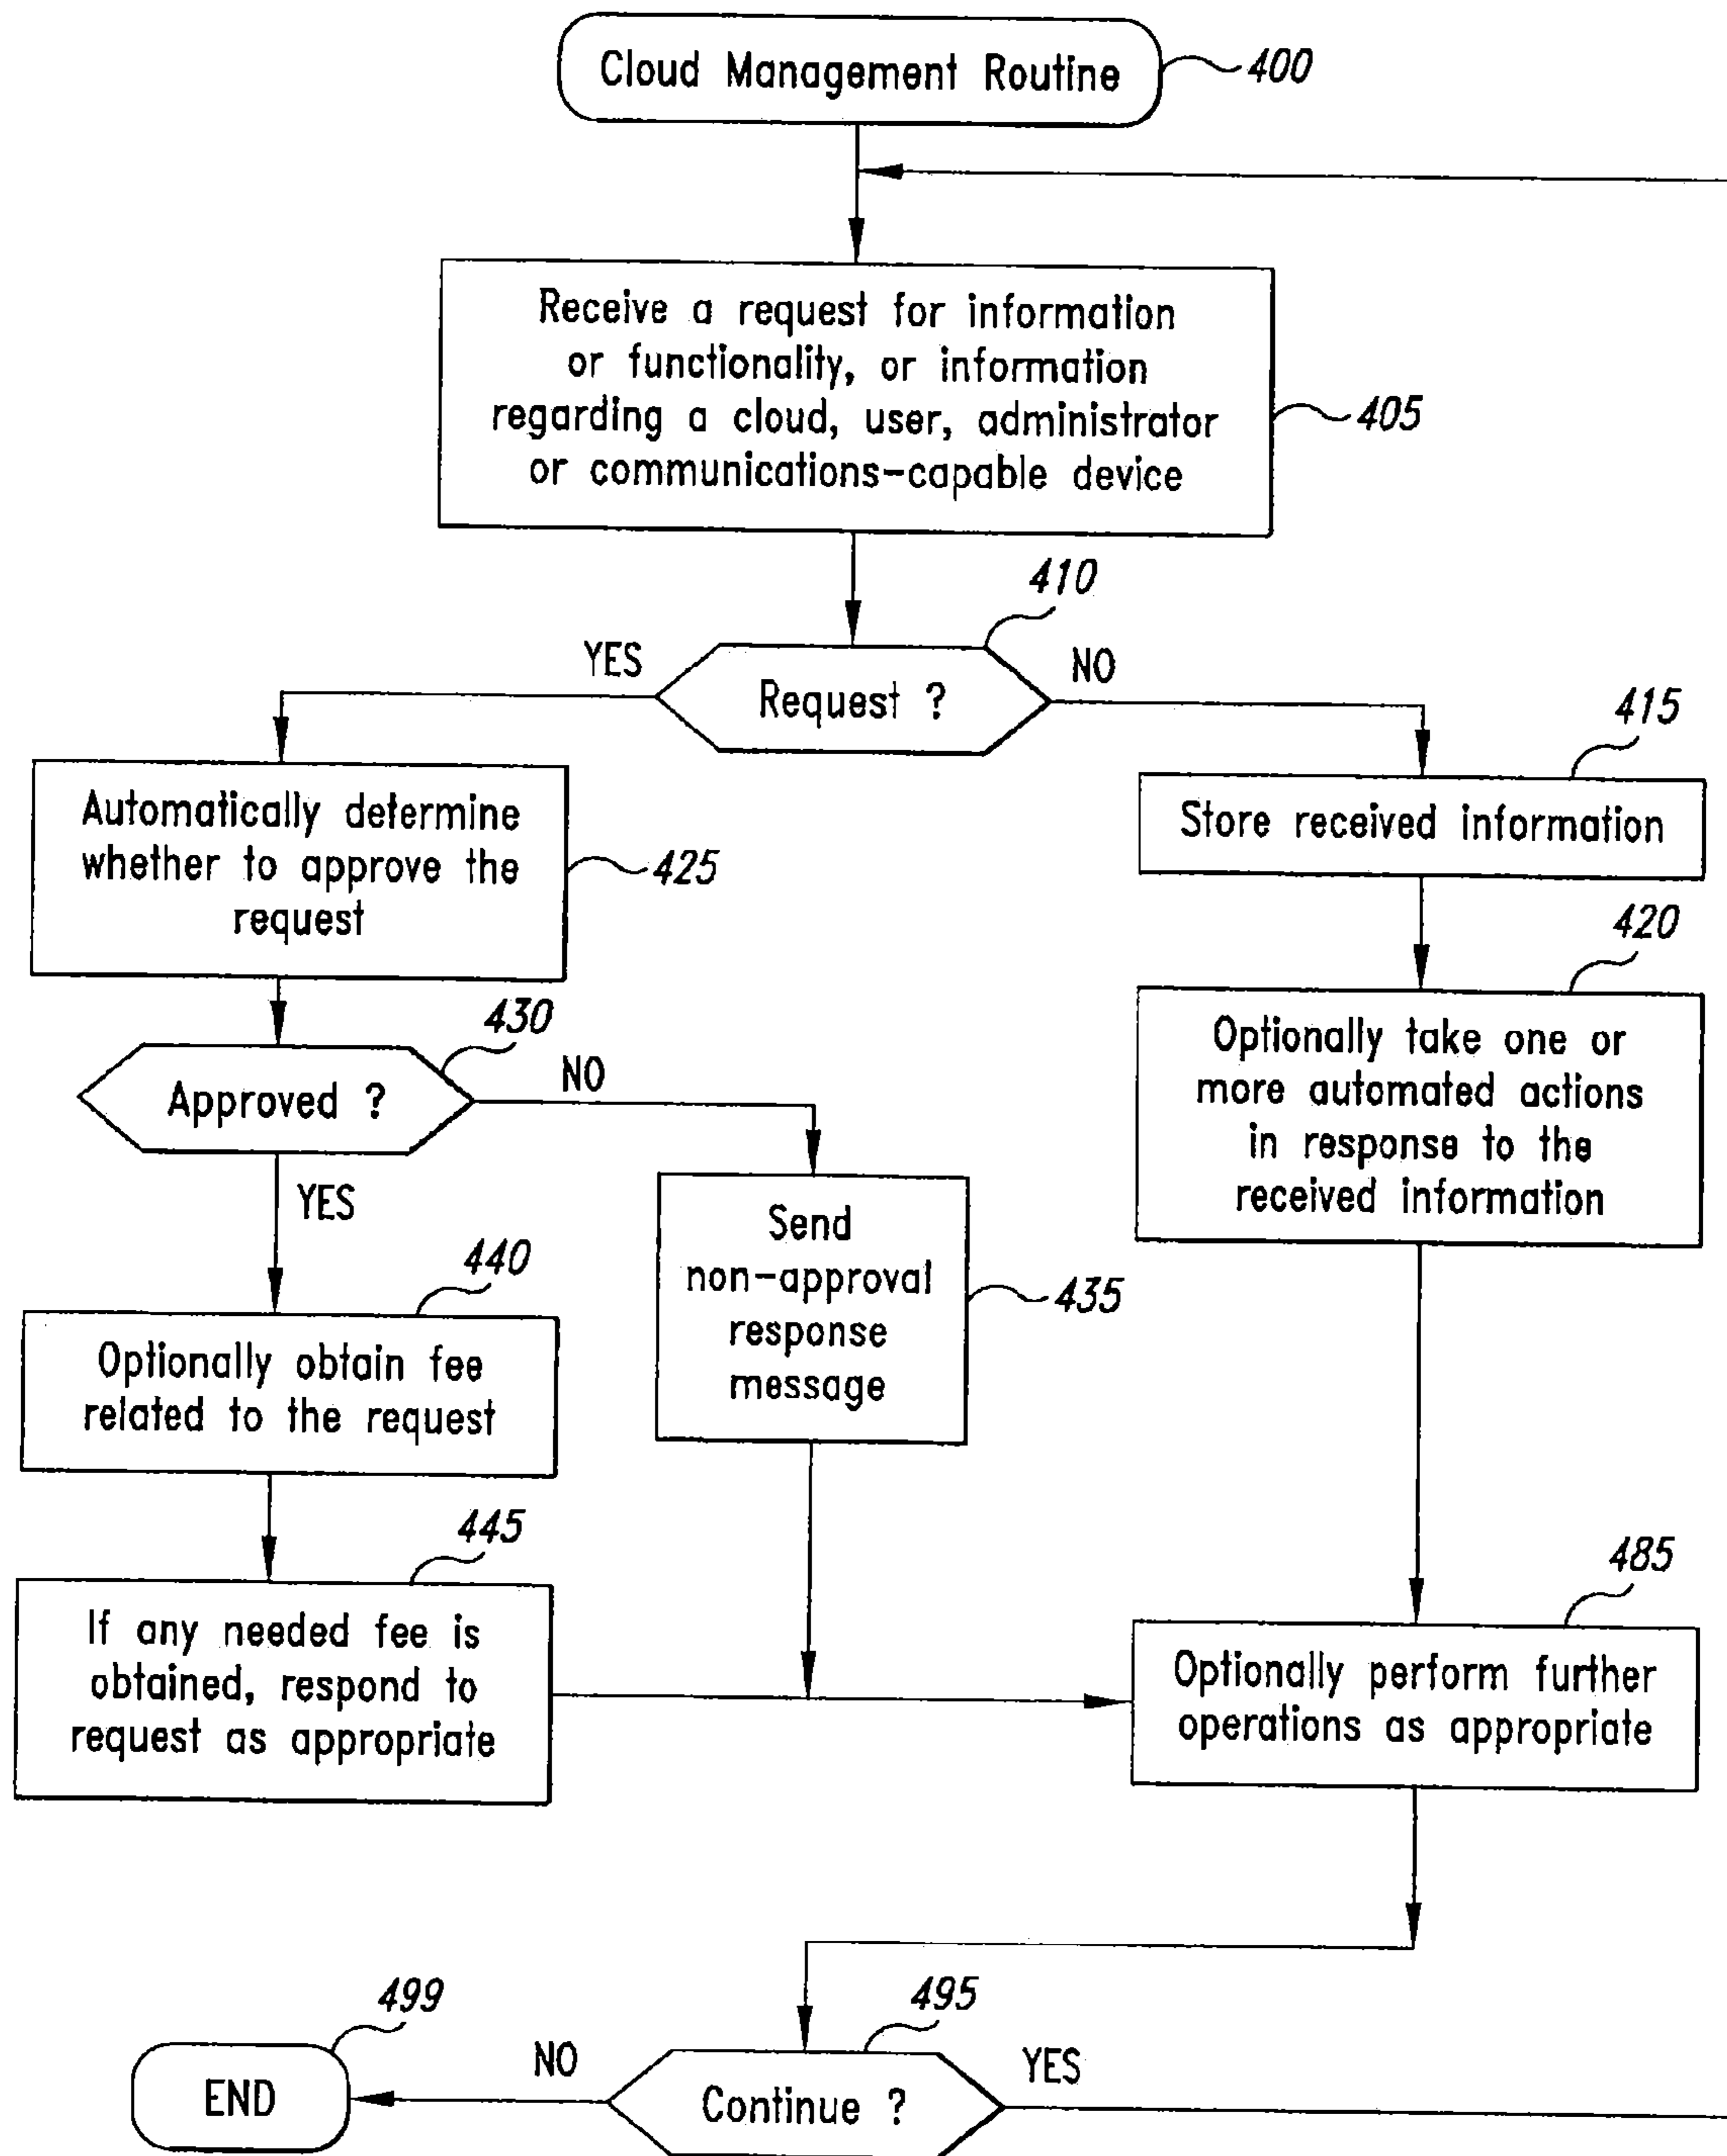 Cloud Management Routine
400
Receive a request for information
or functionality, or information
regarding a cloud, user, administrator
or communications-capable device
405
410
YES
Request ?
NO
415
Store received information
Automatically determine
whether to approve the
request
425
420
Optionally take one or
more automated actions
in response to the
received information
430
Approved ?
NO
YES
Send
non-approval
response
message
435
440
Optionally obtain fee
related to the request
445
If any needed fee is
obtained, respond to
request as appropriate
485
Optionally perform further
operations as appropriate
499
END
495
NO
Continue ?
YES